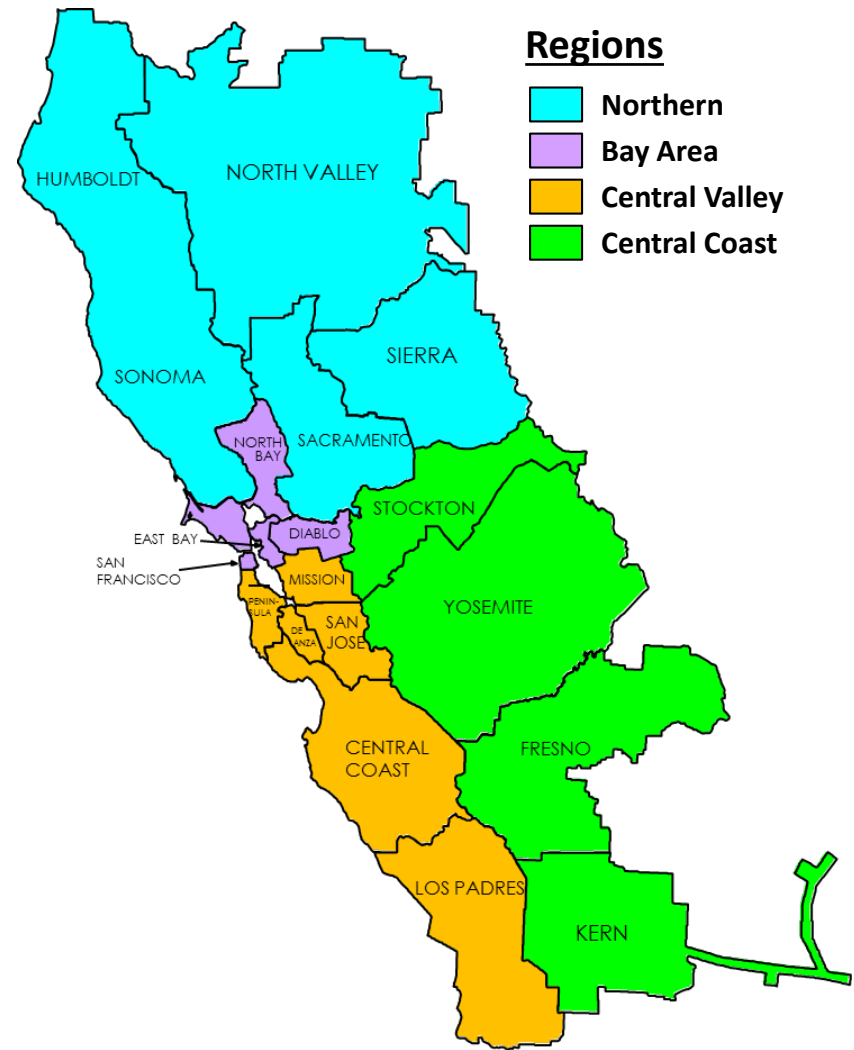 Regions
Northern
Bay Area
Central Valley
Central Coast
HUMBOLDT
NORTH VALLEY
SIERRA
SONOMA
NORTH
BAY
SACRAMENTO
STOCKTON
EAST BAY
DIABLO
SAN
FRANCISCO
MISSION
PENIN-
SULA
DE
ANZA
SAN
JOSE
YOSEMITE
CENTRAL
COAST
FRESNO
LOS PADRES
KERN